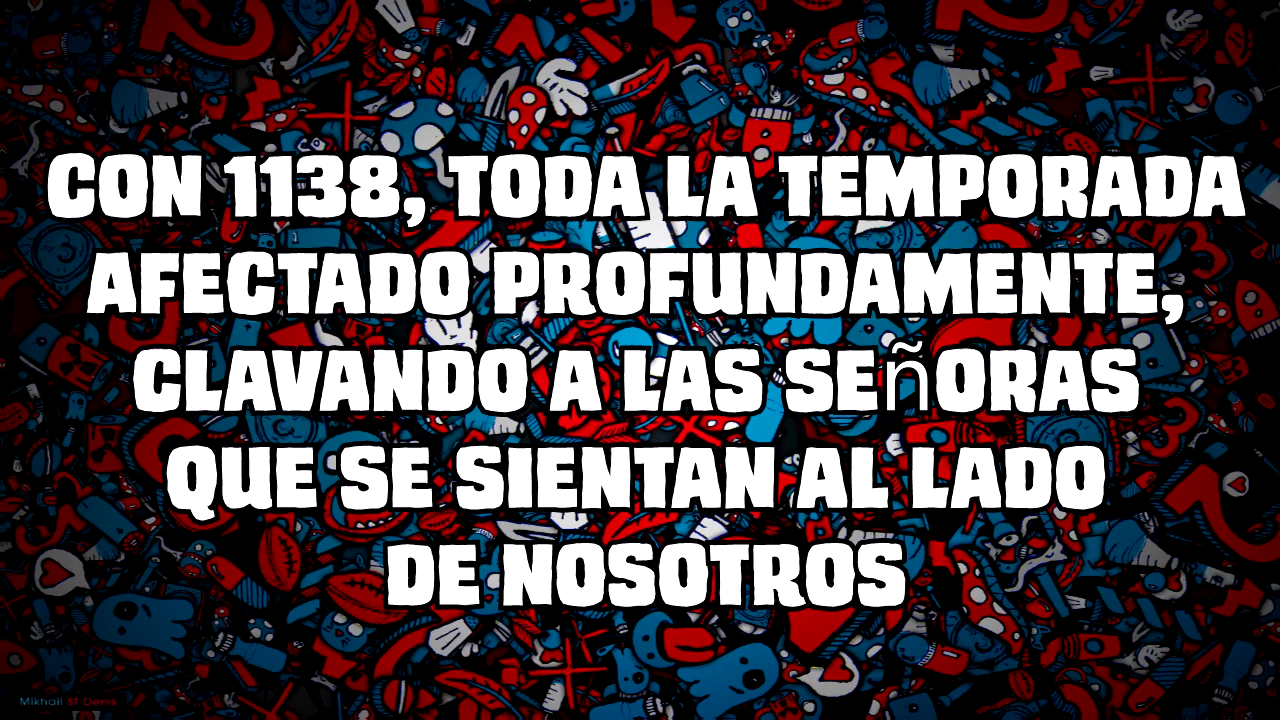 CON 1138, TODA LA TEMPORADA
AFECTADO PROFUNDAMENTE,
CLAVANDO A LAS SEñORAS
QUE SE SIENTAN AL LADO
DE NOSOTROS
Mikhail St-Denis